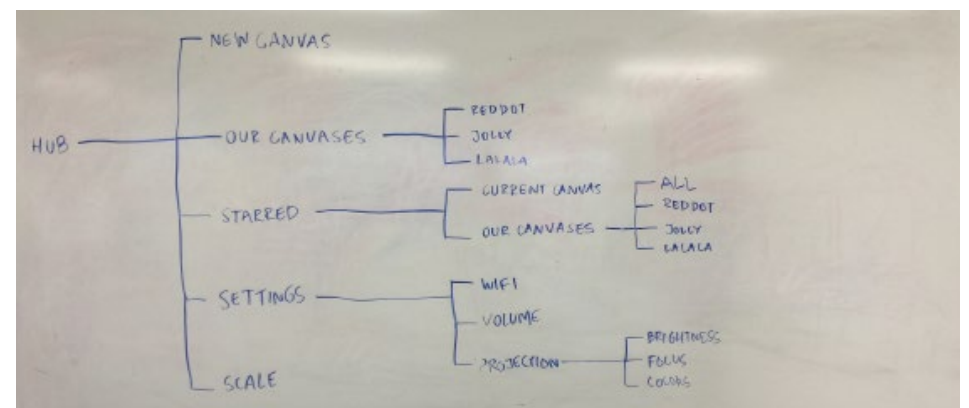 NEW CANVAS
HUB
OUR CANVASES
REDDOT
JOLLY
LALALA
STARRED
CURRENT CANVAS
OUR CANVASES
ALL
REDDOT
JOLLY
LALALA
SETTINGS
WIFI
VOLUME
PROJECTION
BRIGHTNESS
FOCUS
COLORS
SCALE